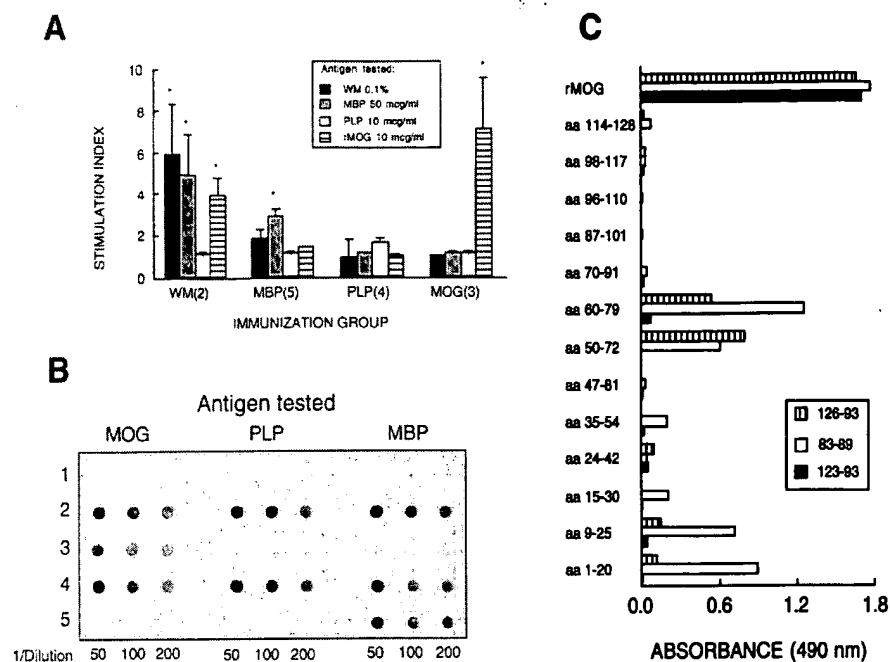 A
STIMULATION INDEX
10
8
6
4
2
0
Antigen tested:
WM 0.1%
MBP 50 mcg/ml
PLP 10 mcg/ml
rMOG 10 mcg/ml
WM(2)
MBP(5)
PLP(4)
MOG(3)
IMMUNIZATION GROUP
B
Antigen tested
MOG PLP MBP
1
2
3
4
5
1/Dilution 50 100 200 50 100 200 50 100 200
C
rMOG
aa 114-128
aa 98-117
aa 96-110
aa 87-101
aa 70-91
aa 60-79
aa 50-72
aa 47-61
aa 35-54
aa 24-42
aa 15-30
aa 9-25
aa 1-20
126-93
83-89
123-93
0.0 0.6 1.2 1.8
ABSORBANCE (490 nm)